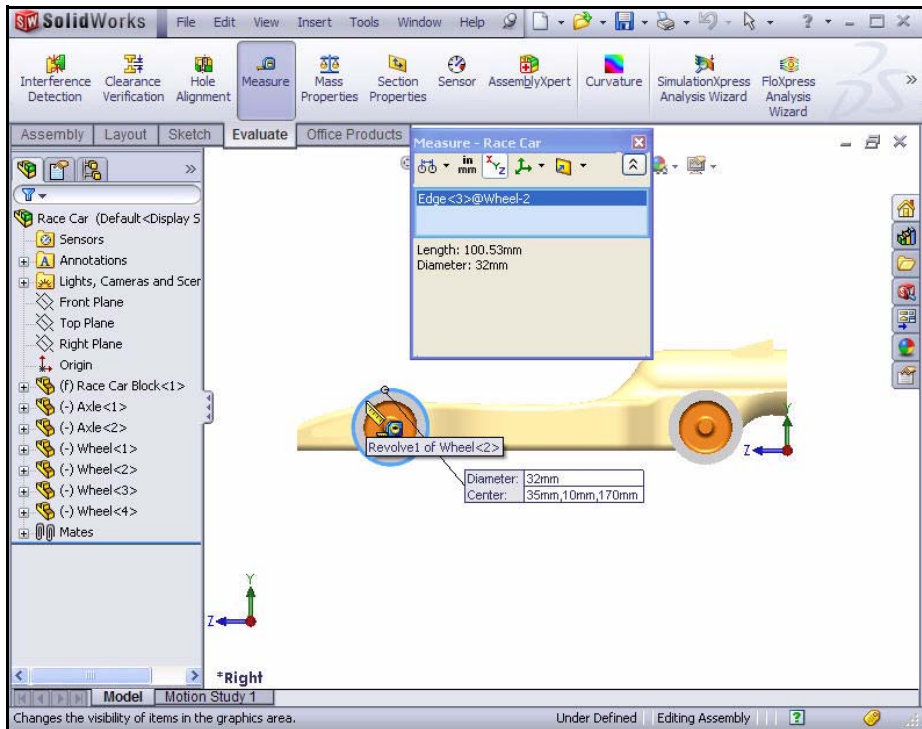 SolidWorks File Edit View Insert Tools Window Help
Interference Detection
Clearance Verification
Hole Alignment
Measure
Mass Properties
Section Properties
Sensor
AssemblyXpert
Curvature
SimulationXpress Analysis Wizard
FloXpress Analysis Wizard
Assembly Layout Sketch Evaluate Office Products
Measure - Race Car
in
mm
X Y Z
Edge<3>@Wheel-2
Length: 100.53mm
Diameter: 32mm
Race Car (Default<Display S
Sensors
A Annotations
Lights, Cameras and Scer
Front Plane
Top Plane
Right Plane
Origin
(f) Race Car Block<1>
(-) Axle<1>
(-) Axle<2>
(-) Wheel<1>
(-) Wheel<2>
(-) Wheel<3>
(-) Wheel<4>
Mates
Revolve1 of Wheel<2>
Diameter: 32mm
Center: 35mm,10mm,170mm
Y
Z
Y
Z
*Right
Model Motion Study 1
Changes the visibility of items in the graphics area. Under Defined Editing Assembly